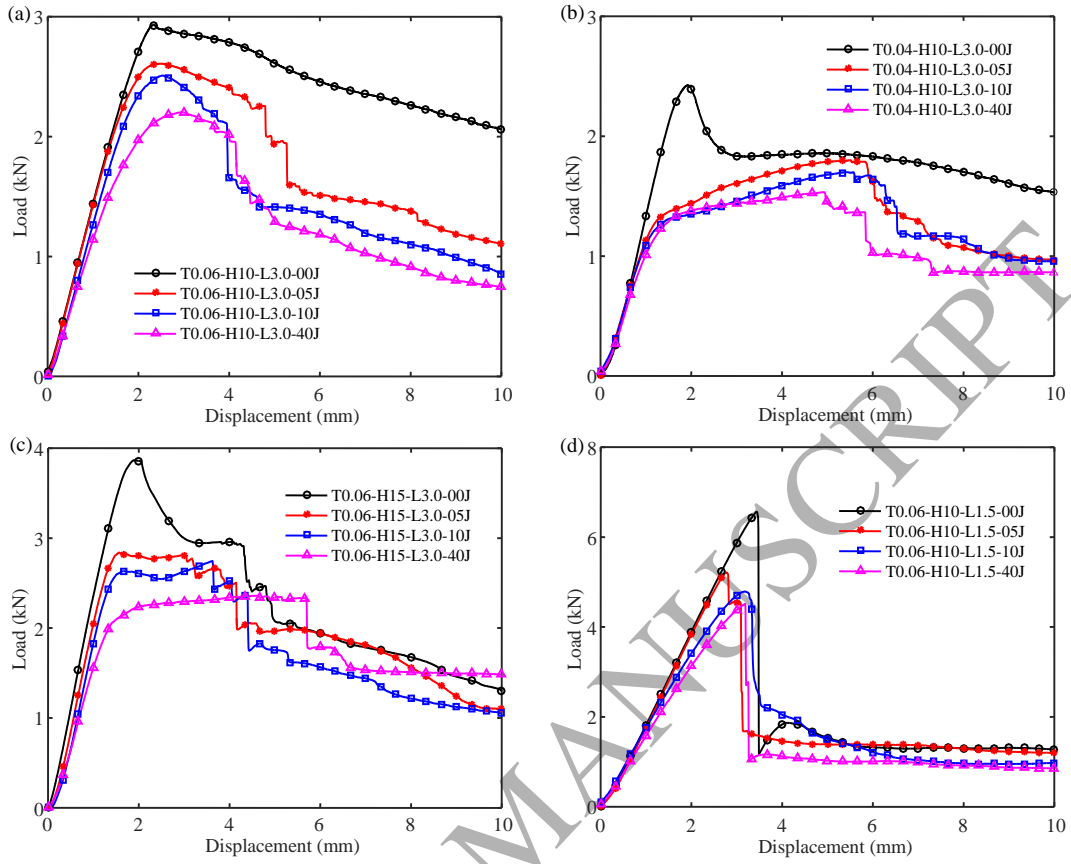 (a)
3
2
1
0
Load (kN)
T0.06-H10-L3.0-00J
T0.06-H10-L3.0-05J
T0.06-H10-L3.0-10J
T0.06-H10-L3.0-40J
0 2 4 6 8 10
Displacement (mm)
(b)
3
2
1
0
Load (kN)
T0.04-H10-L3.0-00J
T0.04-H10-L3.0-05J
T0.04-H10-L3.0-10J
T0.04-H10-L3.0-40J
0 2 4 6 8 10
Displacement (mm)
(c)
4
3
2
1
0
Load (kN)
T0.06-H15-L3.0-00J
T0.06-H15-L3.0-05J
T0.06-H15-L3.0-10J
T0.06-H15-L3.0-40J
0 2 4 6 8 10
Displacement (mm)
(d)
8
6
4
2
0
Load (kN)
T0.06-H10-L1.5-00J
T0.06-H10-L1.5-05J
T0.06-H10-L1.5-10J
T0.06-H10-L1.5-40J
0 2 4 6 8 10
Displacement (mm)
MANUSCRIPT